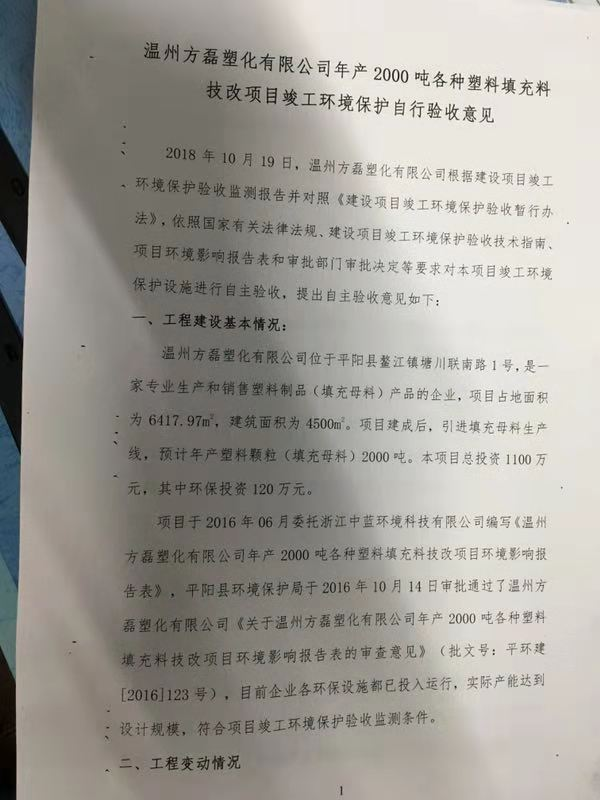 温州方磊塑化有限公司年产 2000 吨各种塑料填充料
技改项目竣工环境保护自行验收意见
2018 年 10 月 19 日，温州方磊塑化有限公司根据建设项目竣工
环境保护验收监测报告并对照《建设项目竣工环境保护验收暂行办
法》，依照国家有关法律法规、建设项目竣工环境保护验收技术指南、
项目环境影响报告表和审批部门审批决定等要求对本项目竣工环境
保护设施进行自主验收，提出自主验收意见如下：
一、工程建设基本情况：
温州方磊塑化有限公司位于平阳县鳌江镇塘川联南路 1 号，是一
家专业生产和销售塑料制品（填充母料）产品的企业，项目占地面积
为 6417.97㎡，建筑面积为 4500㎡。项目建成后，引进填充母料生产
线，预计年产塑料颗粒（填充母料）2000 吨。本项目总投资 1100 万
元，其中环保投资 120 万元。
项目于 2016 年 06 月委托浙江中蓝环境科技有限公司编写《温州
方磊塑化有限公司年产 2000 吨各种塑料填充料技改项目环境影响报
告表》，平阳县环境保护局于 2016 年 10 月 14 日审批通过了温州方
磊塑化有限公司《关于温州方磊塑化有限公司年产 2000 吨各种塑料
填充料技改项目环境影响报告表的审查意见》（批文号：平环建
[2016]123 号），目前企业各环保设施都已投入运行，实际产能达到
设计规模，符合项目竣工环境保护验收监测条件。
二、工程变动情况
1